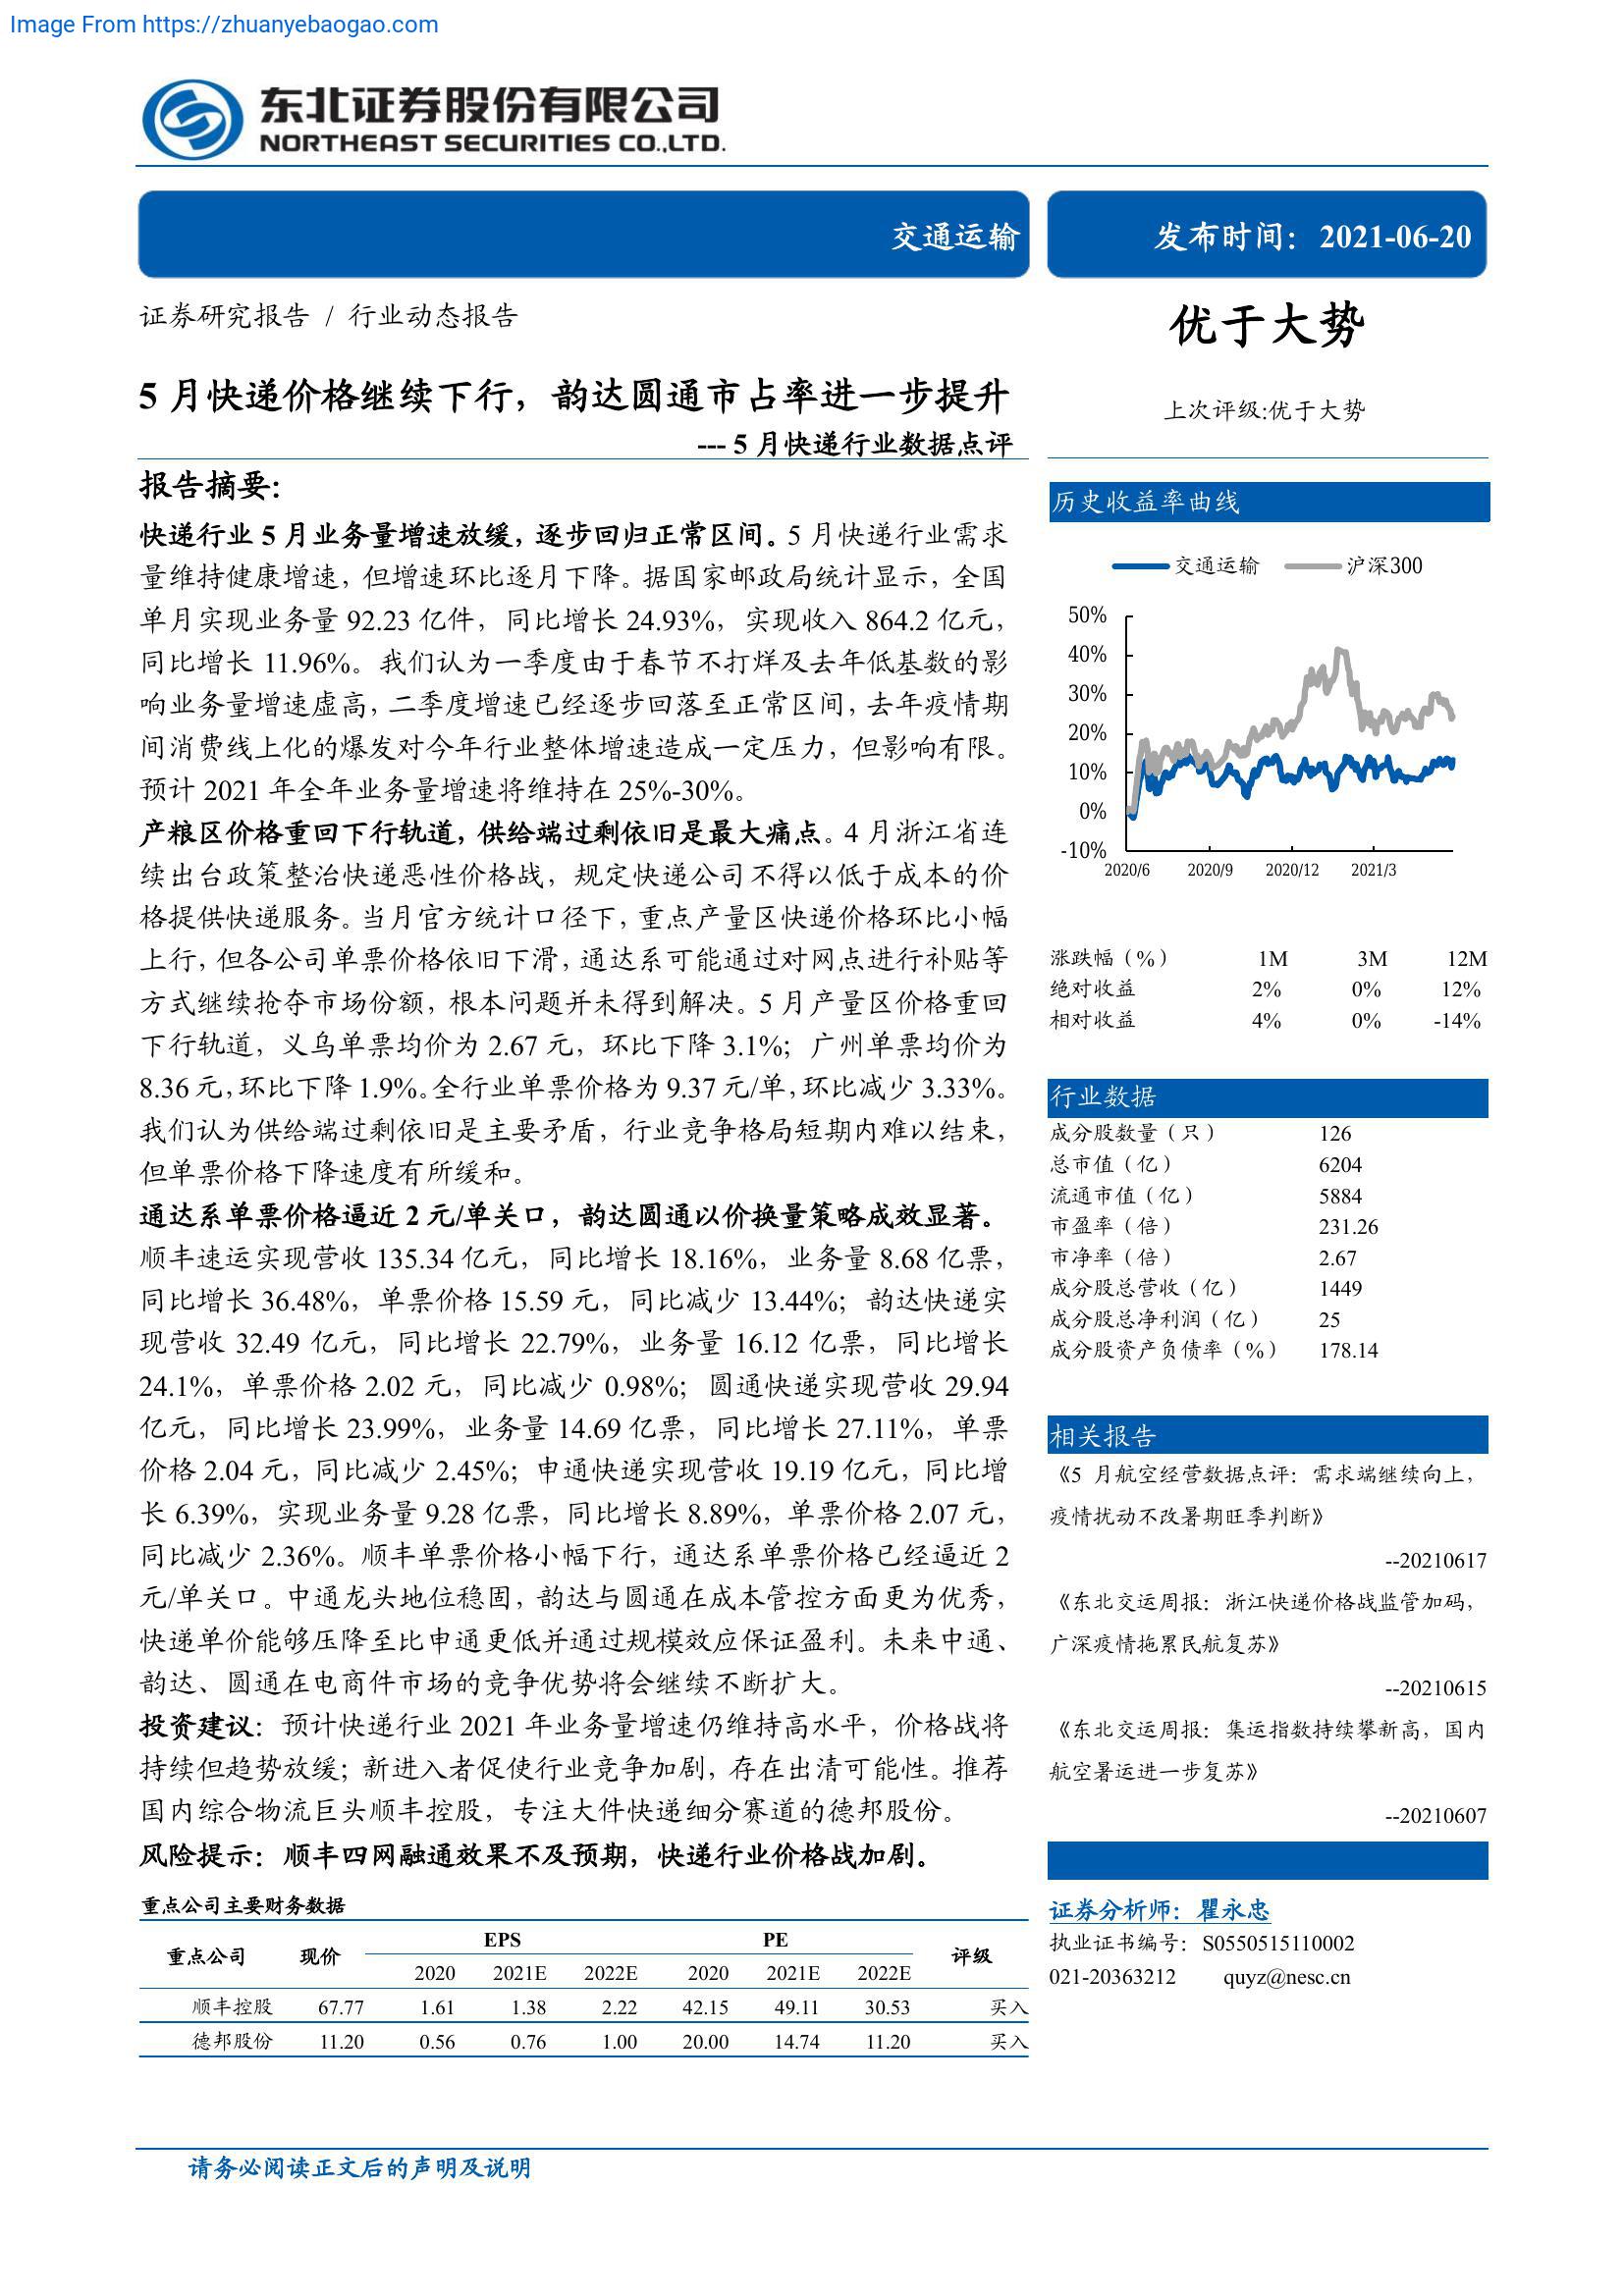 Image From https://zhuanyebaogao.com
东北证券股份有限公司
NORTHEAST SECURITIES CO.,LTD.
交通运输
发布时间：2021-06-20
证券研究报告 / 行业动态报告
5 月快递价格继续下行，韵达圆通市占率进一步提升
--- 5 月快递行业数据点评
报告摘要：
快递行业 5 月业务量增速放缓，逐步回归正常区间。5 月快递行业需求
量维持健康增速，但增速环比逐月下降。据国家邮政局统计显示，全国
单月实现业务量 92.23 亿件，同比增长 24.93%，实现收入 864.2 亿元，
同比增长 11.96%。我们认为一季度由于春节不打烊及去年低基数的影
响业务量增速虚高，二季度增速已经逐步回落至正常区间，去年疫情期
间消费线上化的爆发对今年行业整体增速造成一定压力，但影响有限。
预计 2021 年全年业务量增速将维持在 25%-30%。
产粮区价格重回下行轨道，供给端过剩依旧是最大痛点。4 月浙江省连
续出台政策整治快递恶性价格战，规定快递公司不得以低于成本的价
格提供快递服务。当月官方统计口径下，重点产量区快递价格环比小幅
上行，但各公司单票价格依旧下滑，通达系可能通过对网点进行补贴等
方式继续抢夺市场份额，根本问题并未得到解决。5 月产量区价格重回
下行轨道，义乌单票均价为 2.67 元，环比下降 3.1%；广州单票均价为
8.36 元，环比下降 1.9%。全行业单票价格为 9.37 元/单，环比减少 3.33%。
我们认为供给端过剩依旧是主要矛盾，行业竞争格局短期内难以结束，
但单票价格下降速度有所缓和。
通达系单票价格逼近 2 元/单关口，韵达圆通以价换量策略成效显著。
顺丰速运实现营收 135.34 亿元，同比增长 18.16%，业务量 8.68 亿票，
同比增长 36.48%，单票价格 15.59 元，同比减少 13.44%；韵达快递实
现营收 32.49 亿元，同比增长 22.79%，业务量 16.12 亿票，同比增长
24.1%，单票价格 2.02 元，同比减少 0.98%；圆通快递实现营收 29.94
亿元，同比增长 23.99%，业务量 14.69 亿票，同比增长 27.11%，单票
价格 2.04 元，同比减少 2.45%；申通快递实现营收 19.19 亿元，同比增
长 6.39%，实现业务量 9.28 亿票，同比增长 8.89%，单票价格 2.07 元，
同比减少 2.36%。顺丰单票价格小幅下行，通达系单票价格已经逼近 2
元/单关口。中通龙头地位稳固，韵达与圆通在成本管控方面更为优秀，
快递单价能够压降至比申通更低并通过规模效应保证盈利。未来中通、
韵达、圆通在电商件市场的竞争优势将会继续不断扩大。
投资建议：预计快递行业 2021 年业务量增速仍维持高水平，价格战将
持续但趋势放缓；新进入者促使行业竞争加剧，存在出清可能性。推荐
国内综合物流巨头顺丰控股，专注大件快递细分赛道的德邦股份。
风险提示：顺丰四网融通效果不及预期，快递行业价格战加剧。
重点公司主要财务数据
重点公司 现价 EPS PE 评级
2020 2021E 2022E 2020 2021E 2022E
顺丰控股 67.77 1.61 1.38 2.22 42.15 49.11 30.53 买入
德邦股份 11.20 0.56 0.76 1.00 20.00 14.74 11.20 买入
优于大势
上次评级:优于大势
历史收益率曲线
交通运输 沪深300
50%
40%
30%
20%
10%
0%
-10%
2020/6 2020/9 2020/12 2021/3
涨跌幅（%） 1M 3M 12M
绝对收益 2% 0% 12%
相对收益 4% 0% -14%
行业数据
成分股数量（只） 126
总市值（亿） 6204
流通市值（亿） 5884
市盈率（倍） 231.26
市净率（倍） 2.67
成分股总营收（亿） 1449
成分股总净利润（亿） 25
成分股资产负债率（%） 178.14
相关报告
《5 月航空经营数据点评：需求端继续向上，
疫情扰动不改暑期旺季判断》
--20210617
《东北交运周报：浙江快递价格战监管加码，
广深疫情拖累民航复苏》
--20210615
《东北交运周报：集运指数持续攀新高，国内
航空暑运进一步复苏》
--20210607
证券分析师：瞿永忠
执业证书编号：S0550515110002
021-20363212 quyz@nesc.cn
请务必阅读正文后的声明及说明